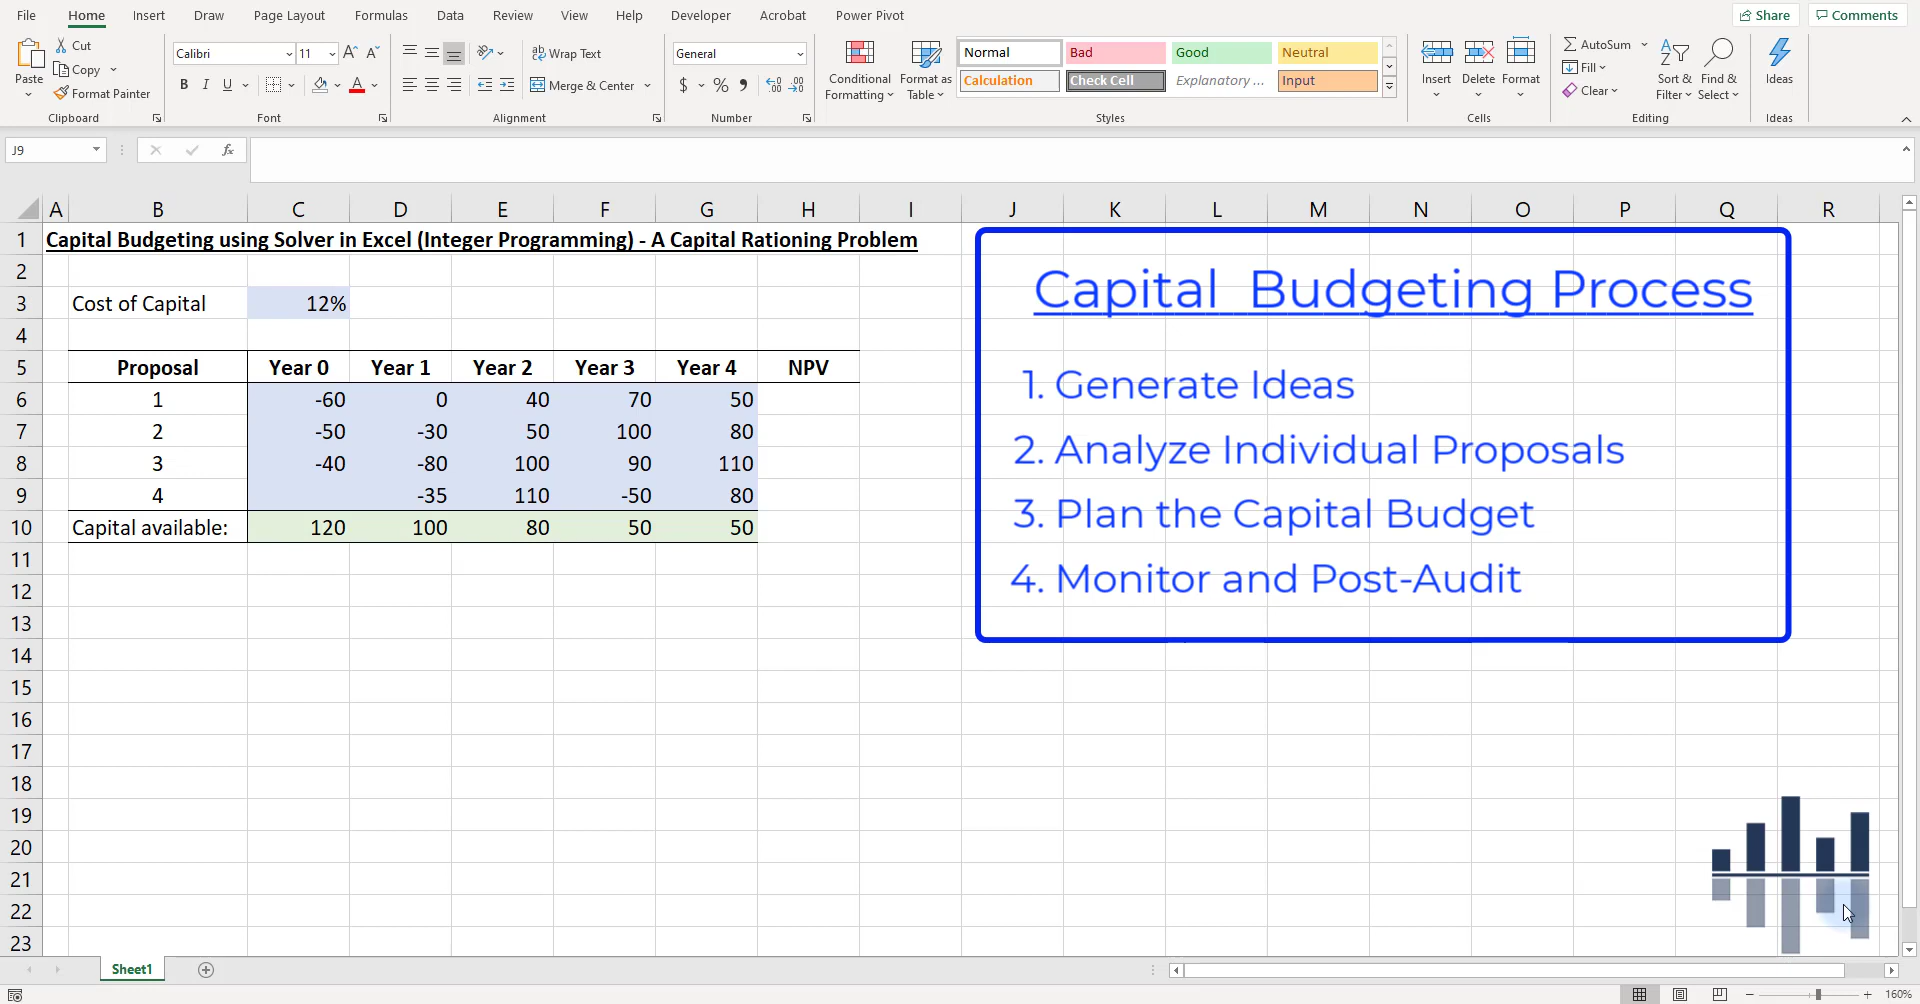 File Home Insert Draw Page Layout Formulas Data Review View Help Developer Acrobat Power Pivot Share Comments
Paste Cut Copy Format Painter
Clipboard
Calibri 11
B I U
Font
Wrap Text
Merge & Center
Alignment
General
$ % ,
Number
Conditional Formatting
Format as Table
Normal Bad Good Neutral
Calculation Check Cell Explanatory ... Input
Styles
Insert Delete Format
Cells
AutoSum
Fill
Clear
Sort & Filter
Find & Select
Editing
Ideas
Ideas
J9 fx
A B C D E F G H I J K L M N O P Q R
1 Capital Budgeting using Solver in Excel (Integer Programming) - A Capital Rationing Problem
2
3 Cost of Capital 12%
4
5 Proposal Year 0 Year 1 Year 2 Year 3 Year 4 NPV
6 1 -60 0 40 70 50
7 2 -50 -30 50 100 80
8 3 -40 -80 100 90 110
9 4 -35 110 -50 80
10 Capital available: 120 100 80 50 50
11
12
13
14
15
16
17
18
19
20
21
22
23
Capital Budgeting Process
1. Generate Ideas
2. Analyze Individual Proposals
3. Plan the Capital Budget
4. Monitor and Post-Audit
Sheet1
160%